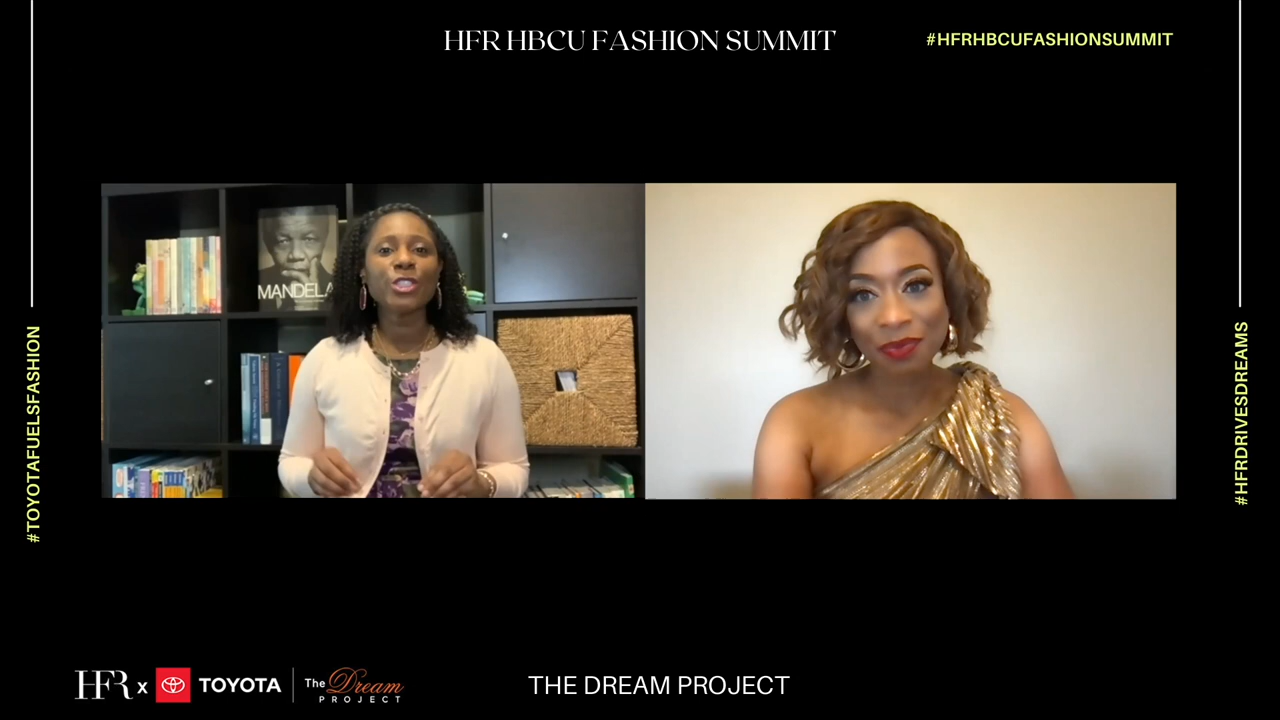 HFR HBCU FASHION SUMMIT
#HFRHBCUFASHIONSUMMIT
#TOYOTAFUELSFASHION
MANDELA
#HFRDRIVESDREAMS
HFR x TOYOTA
The Dream
PROJECT
THE DREAM PROJECT